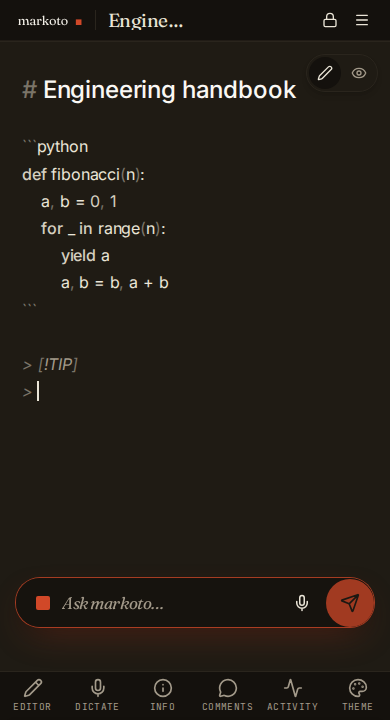 markoto
Engine...
# Engineering handbook
```python
def fibonacci(n):
    a, b = 0, 1
    for _ in range(n):
        yield a
        a, b = b, a + b
```
> [!TIP]
>
Ask markoto...
EDITOR DICTATE INFO COMMENTS ACTIVITY THEME